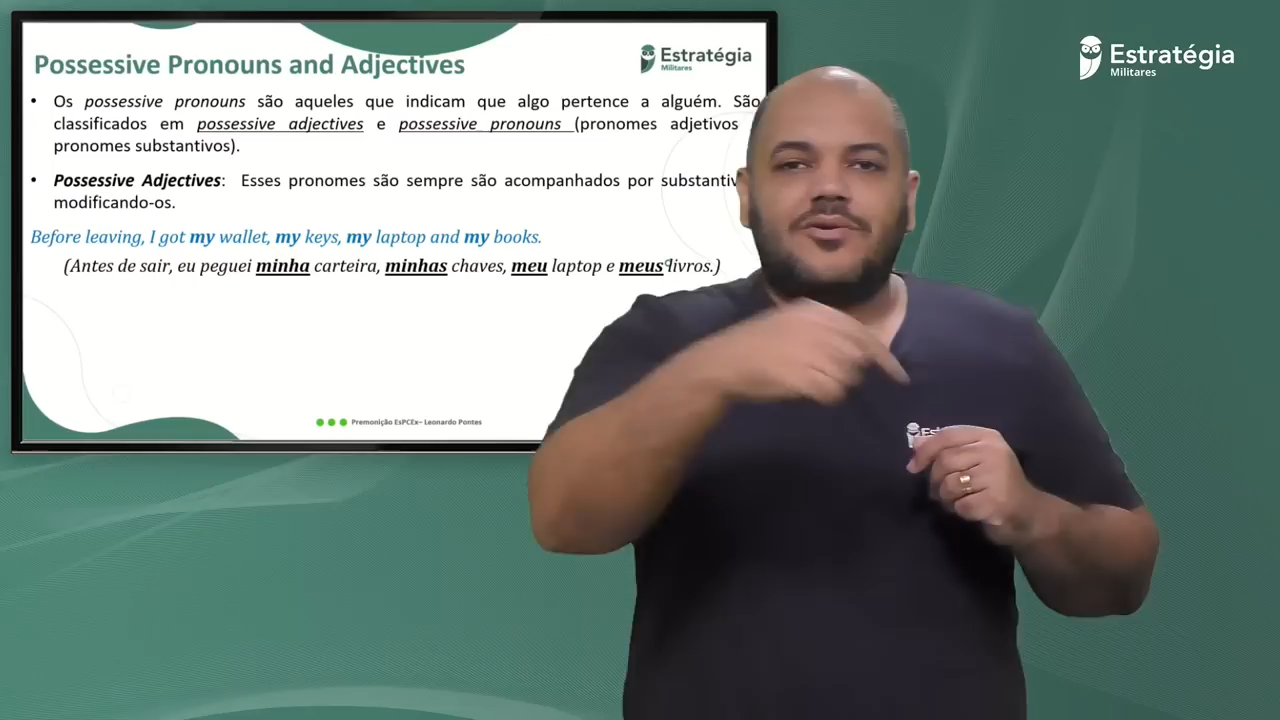 Possessive Pronouns and Adjectives
Estratégia
Militares
Estratégia
Militares
• Os possessive pronouns são aqueles que indicam que algo pertence a alguém. São
classificados em possessive adjectives e possessive pronouns (pronomes adjetivos
pronomes substantivos).
• Possessive Adjectives: Esses pronomes são sempre são acompanhados por
modificando-os.
Before leaving, I got my wallet, my keys, my laptop and my books.
(Antes de sair, eu peguei minha carteira, minhas chaves, meu laptop e meus livros.)
Premonição EsPCEx– Leonardo Pontes